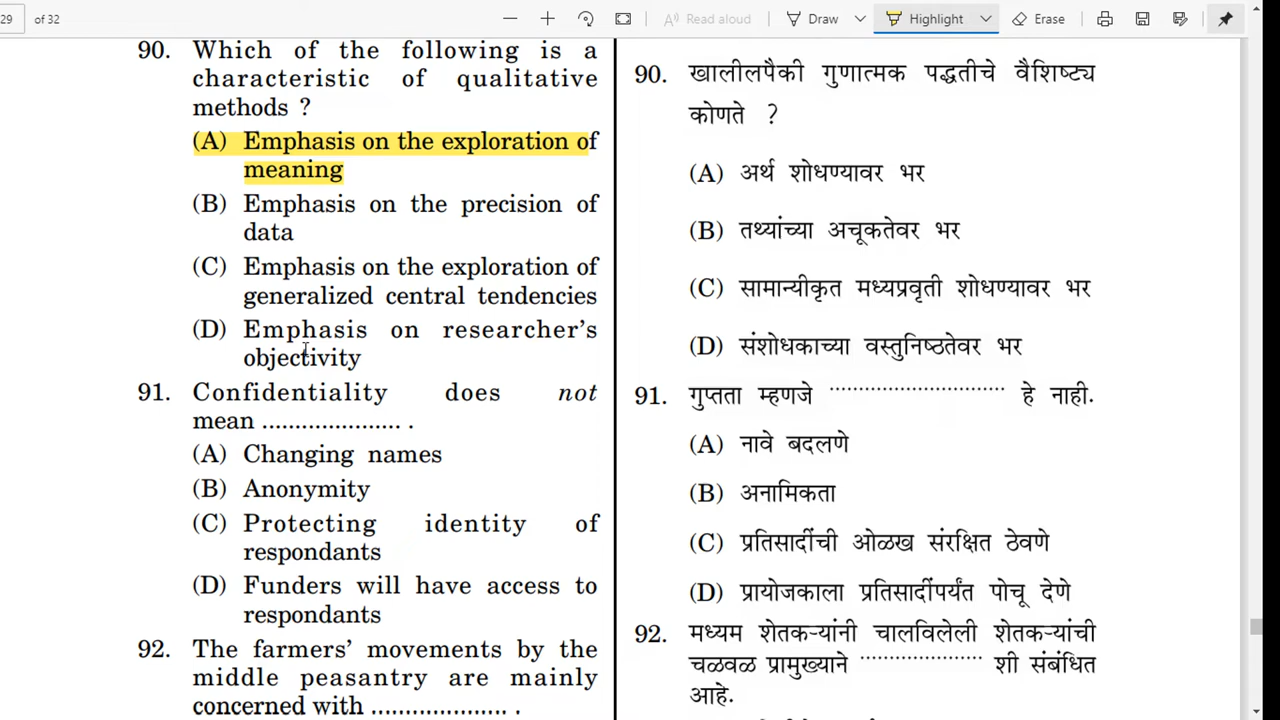 29 of 32 Read aloud Draw Highlight Erase
90. Which of the following is a
characteristic of qualitative
methods ?
(A) Emphasis on the exploration of
meaning
(B) Emphasis on the precision of
data
(C) Emphasis on the exploration of
generalized central tendencies
(D) Emphasis on researcher's
objectivity
91. Confidentiality does not
mean ..................... .
(A) Changing names
(B) Anonymity
(C) Protecting identity of
respondants
(D) Funders will have access to
respondants
92. The farmers' movements by the
middle peasantry are mainly
concerned with ..................... .
90. खालीलपैकी गुणात्मक पद्धतीचे वैशिष्ट्य
कोणते ?
(A) अर्थ शोधण्यावर भर
(B) तथ्यांच्या अचूकतेवर भर
(C) सामान्यीकृत मध्यप्रवृती शोधण्यावर भर
(D) संशोधकाच्या वस्तुनिष्ठतेवर भर
91. गुप्तता म्हणजे ............................ हे नाही.
(A) नावे बदलणे
(B) अनामिकता
(C) प्रतिसादींची ओळख संरक्षित ठेवणे
(D) प्रायोजकाला प्रतिसादींपर्यंत पोचू देणे
92. मध्यम शेतकऱ्यांनी चालविलेली शेतकऱ्यांची
चळवळ प्रामुख्याने .................... शी संबंधित
आहे.